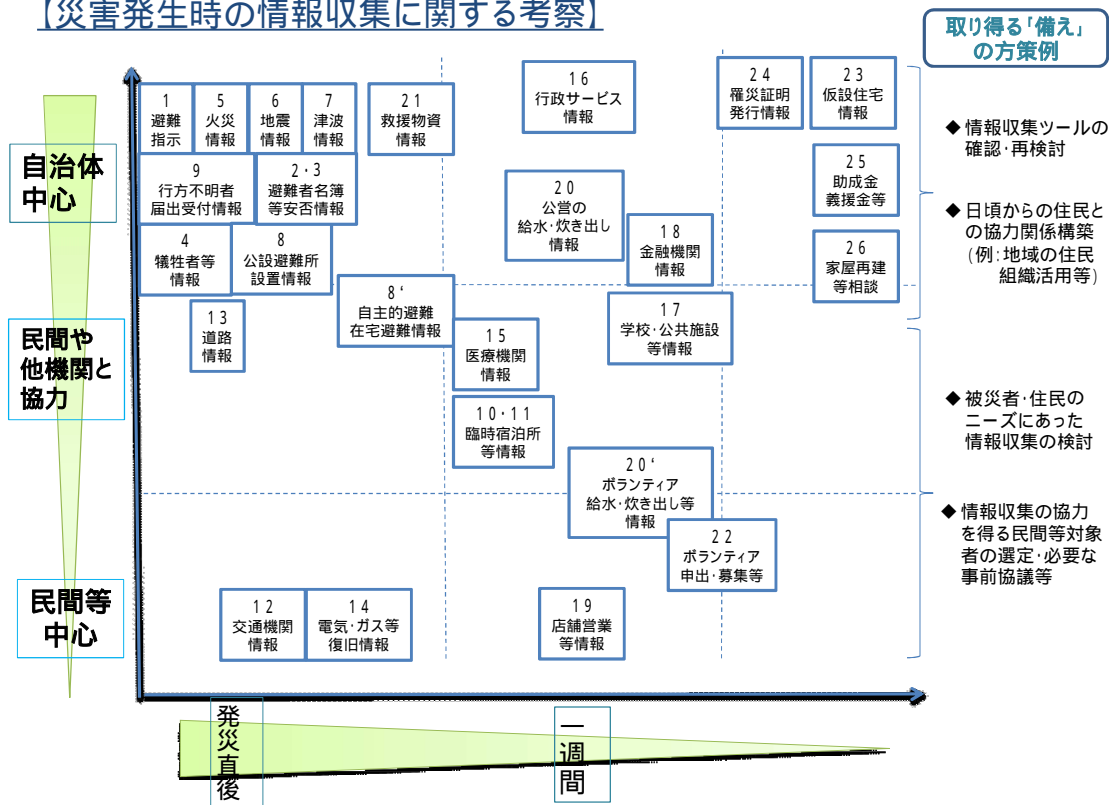 【災害発生時の情報収集に関する考察】
取り得る「備え」
の方策例
自治体
中心
民間や
他機関と
協力
民間等
中心
1
避難
指示
5
火災
情報
6
地震
情報
7
津波
情報
21
救援物資
情報
16
行政サービス
情報
24
罹災証明
発行情報
23
仮設住宅
情報
9
行方不明者
届出受付情報
2・3
避難者名簿
等安否情報
20
公営の
給水・炊き出し
情報
25
助成金
義援金等
4
犠牲者等
情報
8
公設避難所
設置情報
18
金融機関
情報
26
家屋再建
等相談
8‘
自主的避難
在宅避難情報
13
道路
情報
17
学校・公共施設
等情報
15
医療機関
情報
10・11
臨時宿泊所
等情報
20‘
ボランティア
給水・炊き出し等
情報
22
ボランティア
申出・募集等
12
交通機関
情報
14
電気・ガス等
復旧情報
19
店舗営業
等情報
発災直後
一週間
◆情報収集ツールの
確認・再検討
◆日頃からの住民と
の協力関係構築
(例:地域の住民
組織活用等)
◆被災者・住民の
ニーズにあった
情報収集の検討
◆情報収集の協力
を得る民間等対象
者の選定・必要な
事前協議等